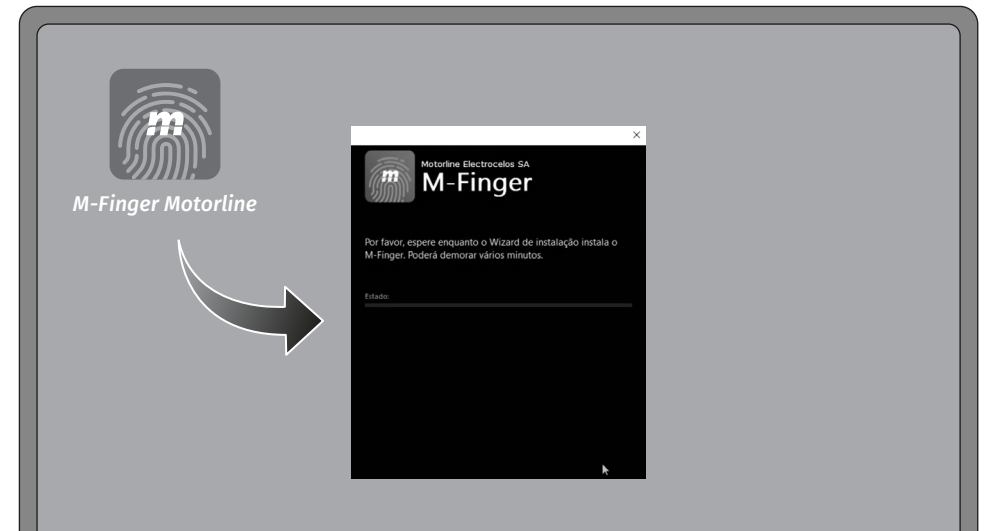 m
M-Finger Motorline
m
Motorline Electrocelos SA
M-Finger
Por favor, espere enquanto o Wizard de instalação instala o
M-Finger. Poderá demorar vários minutos.
Estado: